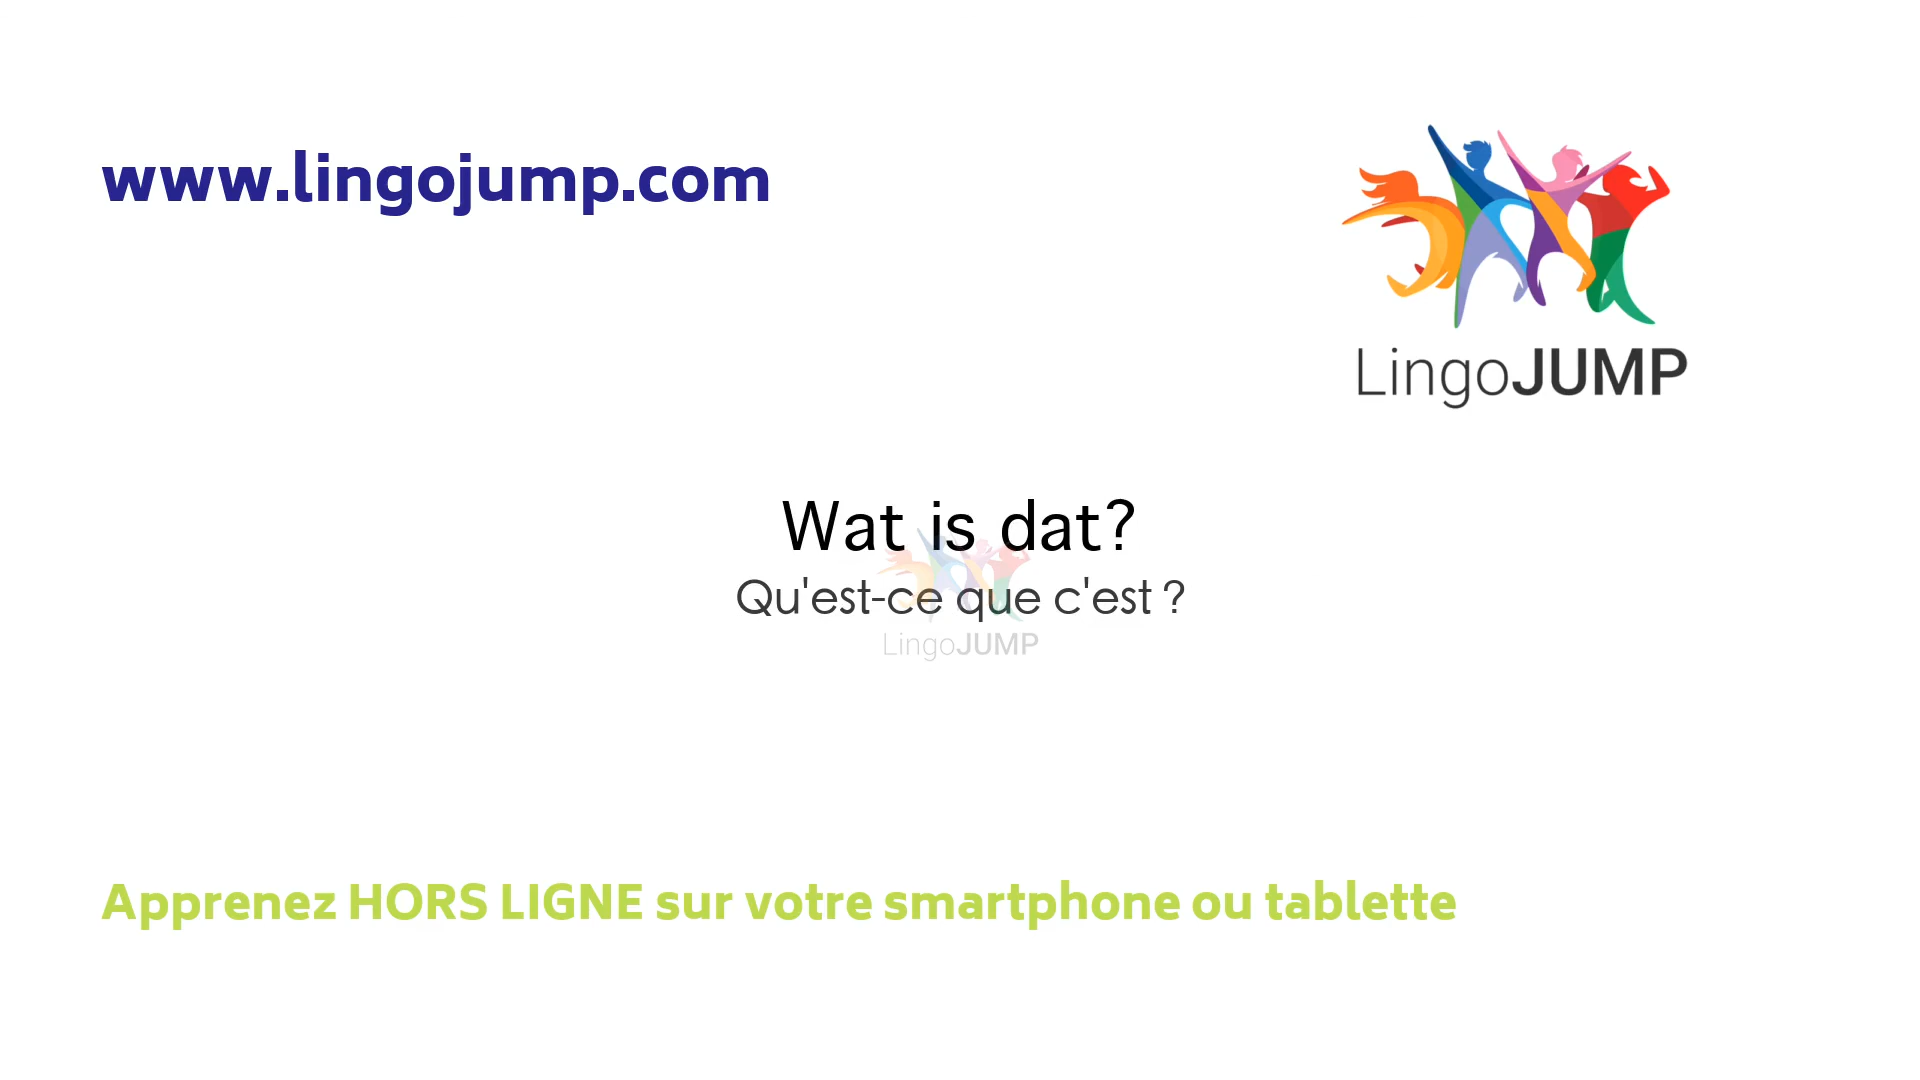 www.lingojump.com
LingoJUMP
Wat is dat?
Qu'est-ce que c'est ?
LingoJUMP
Apprenez HORS LIGNE sur votre smartphone ou tablette